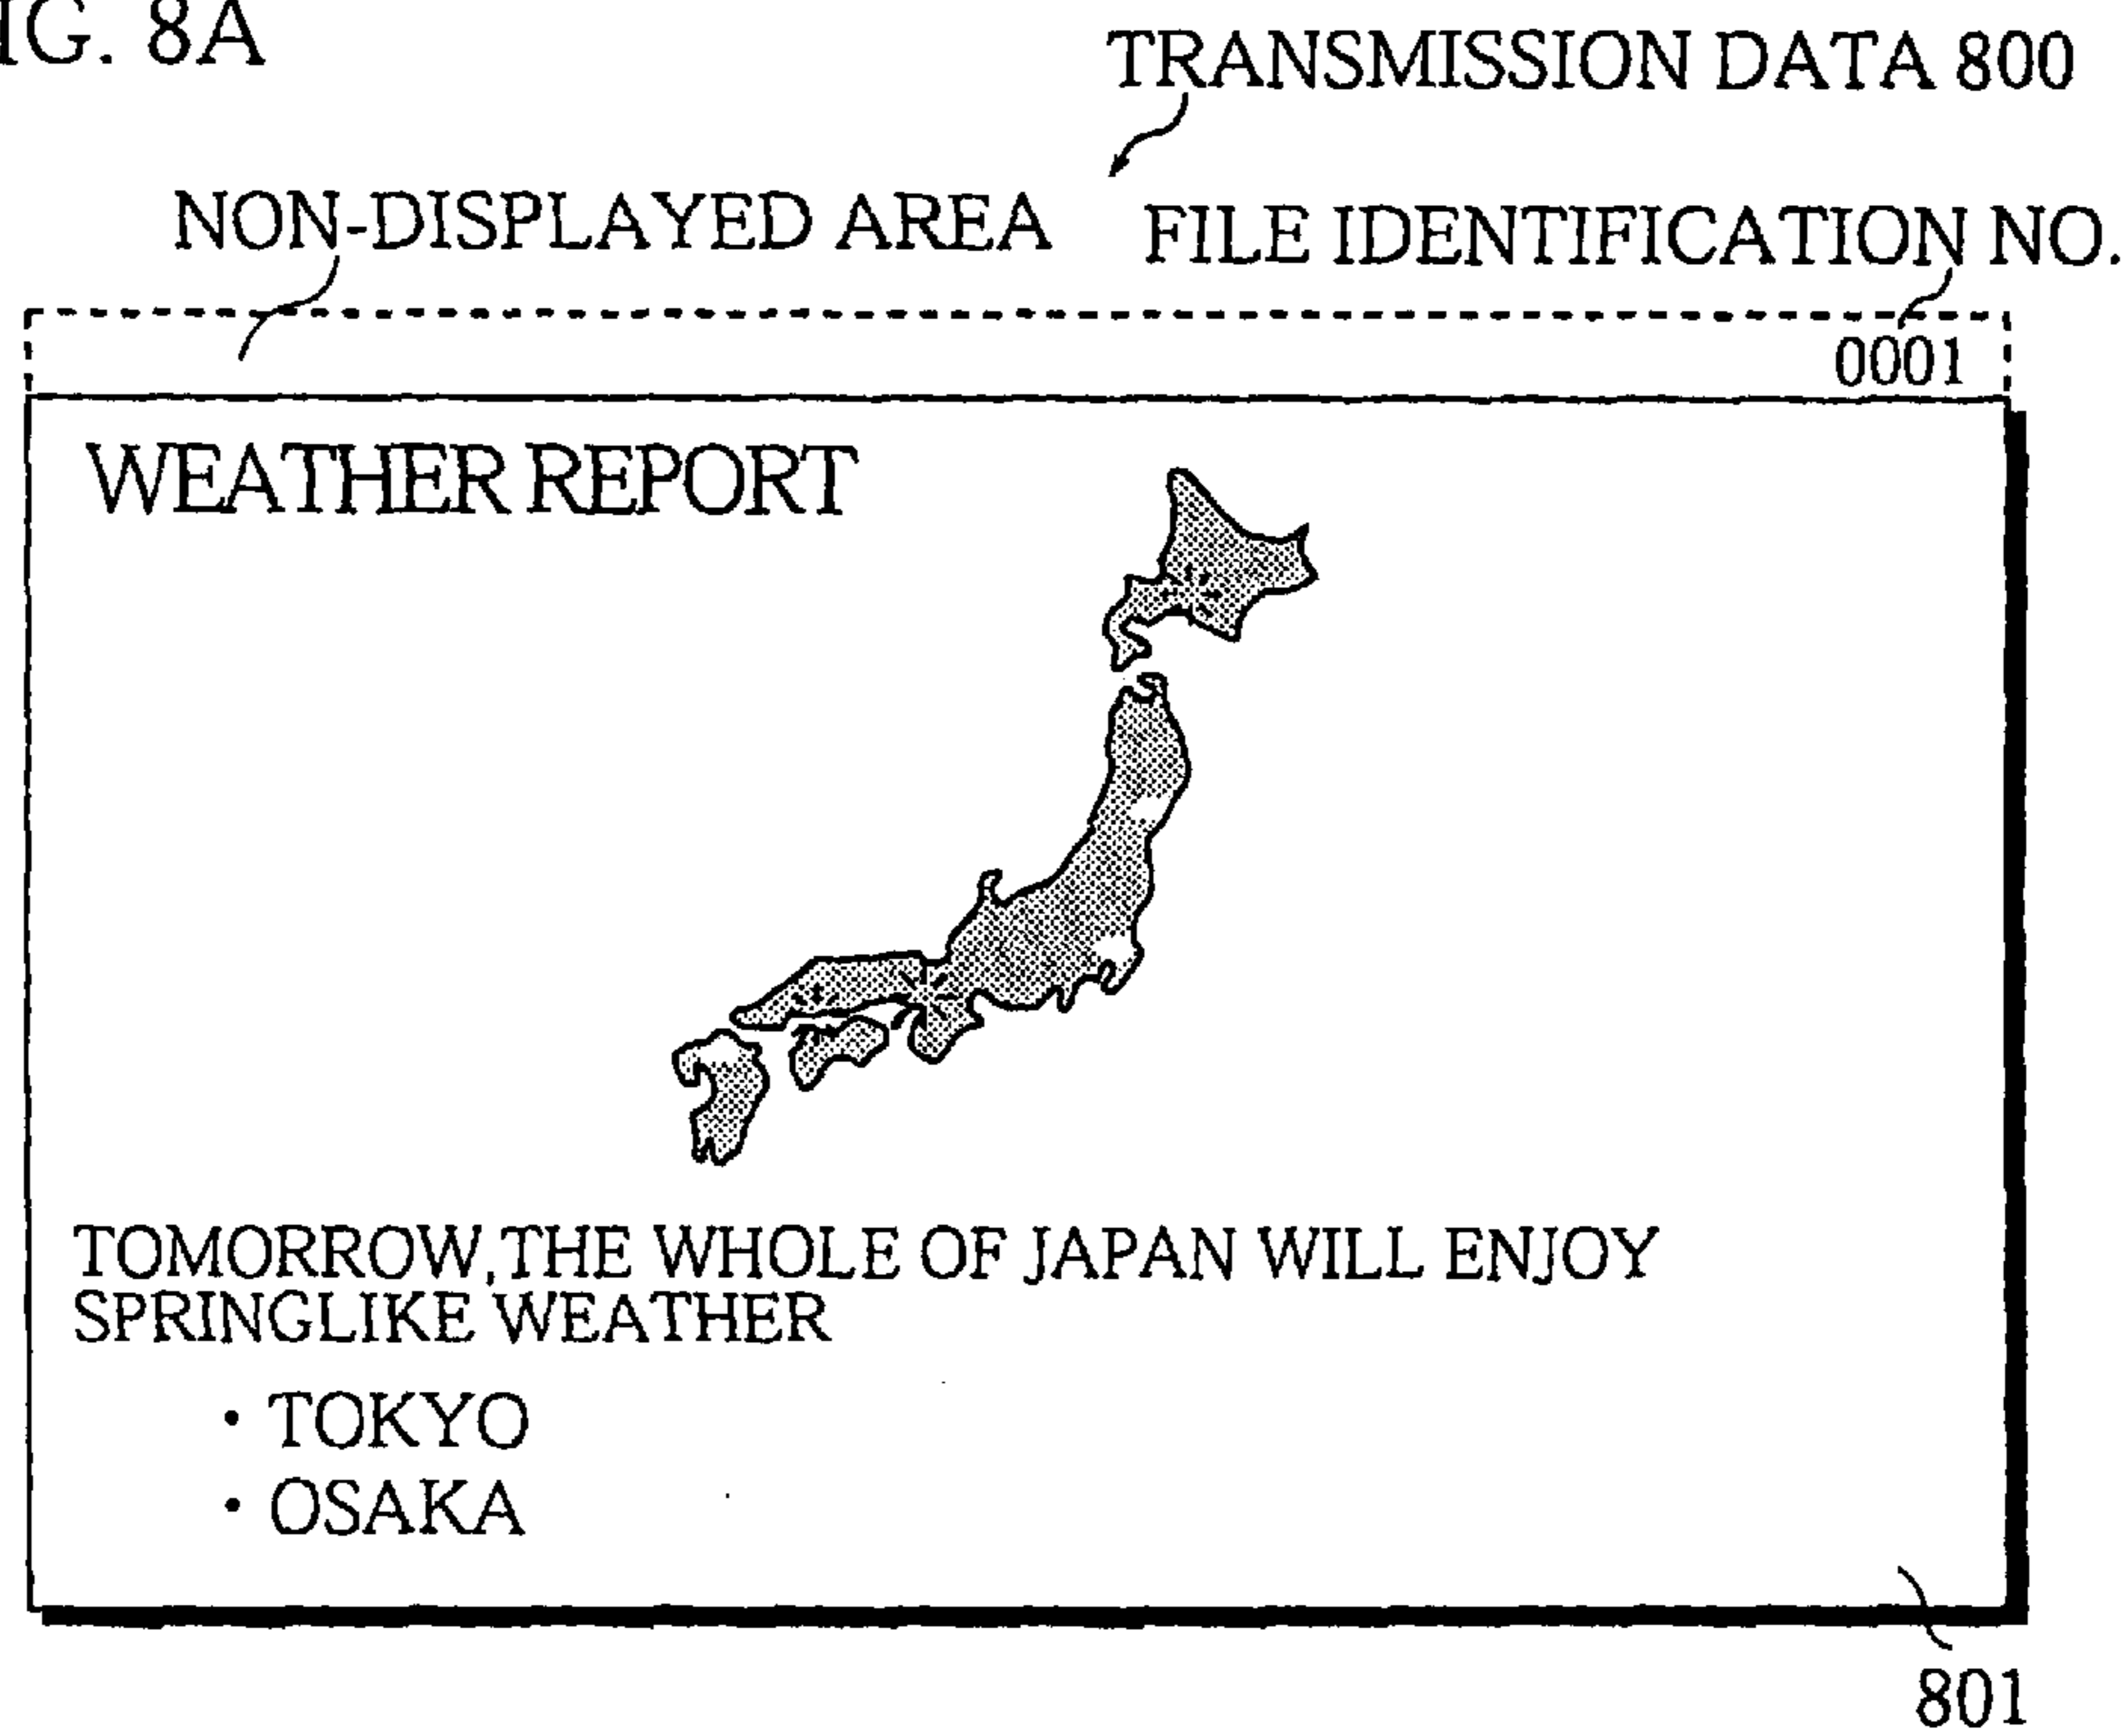 IG. 8A
TRANSMISSION DATA 800
NON-DISPLAYED AREA
FILE IDENTIFICATION NO.
0001
WEATHER REPORT
TOMORROW,THE WHOLE OF JAPAN WILL ENJOY
SPRINGLIKE WEATHER
・TOKYO
・OSAKA
801